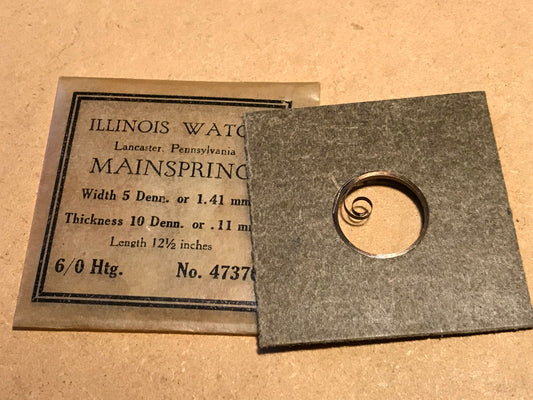 ILLINOIS WATC
Lancaster, Pennsylvania
MAINSPRING
Width 5 Denn. or 1.41 mm
Thickness 10 Denn. or .11 m
Length 12½ inches
6/0 Htg. No. 4737